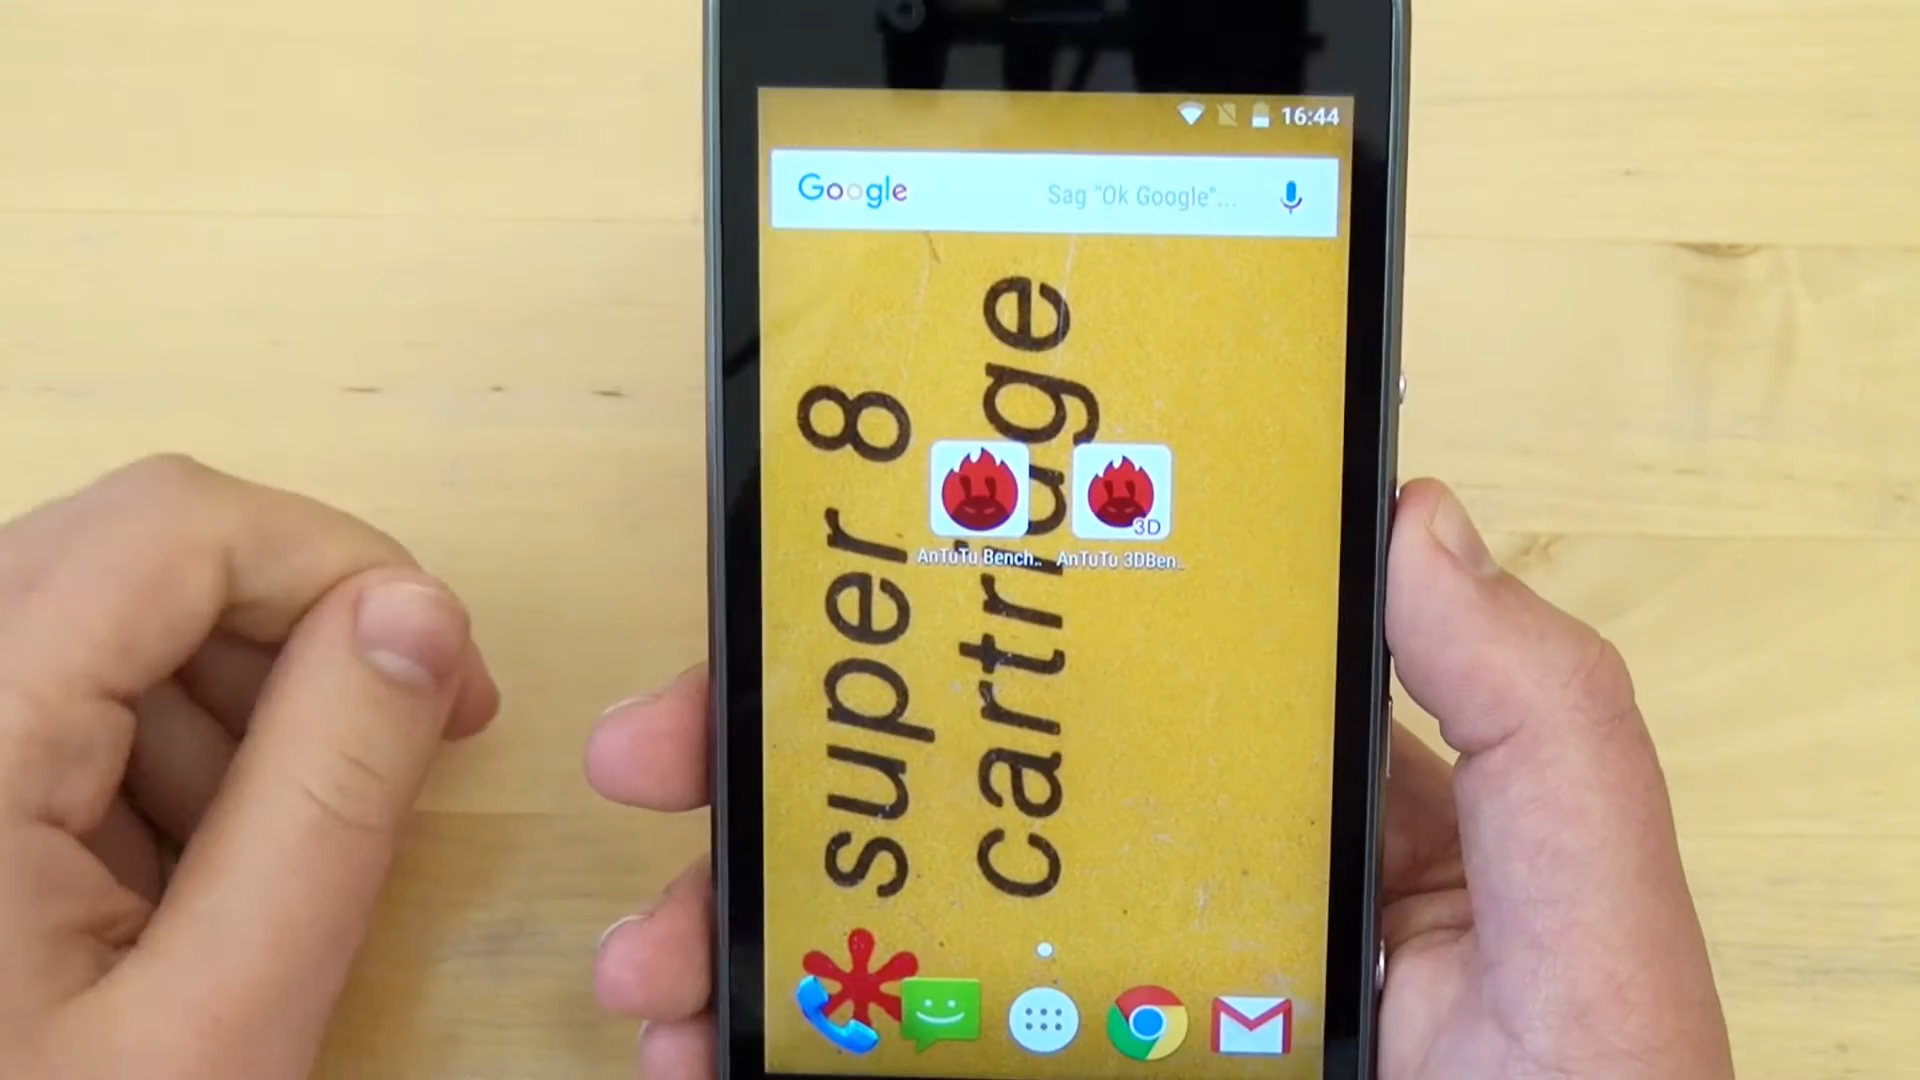 16:44
Google
Sag "Ok Google"...
super 8
cartridge
3D
AnTuTu Bench..
AnTuTu 3DBen..